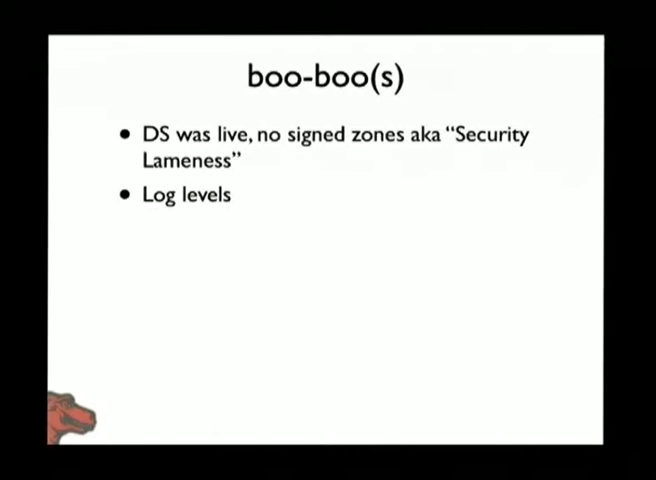 boo-boo(s)
• DS was live, no signed zones aka “Security
Lameness”
• Log levels